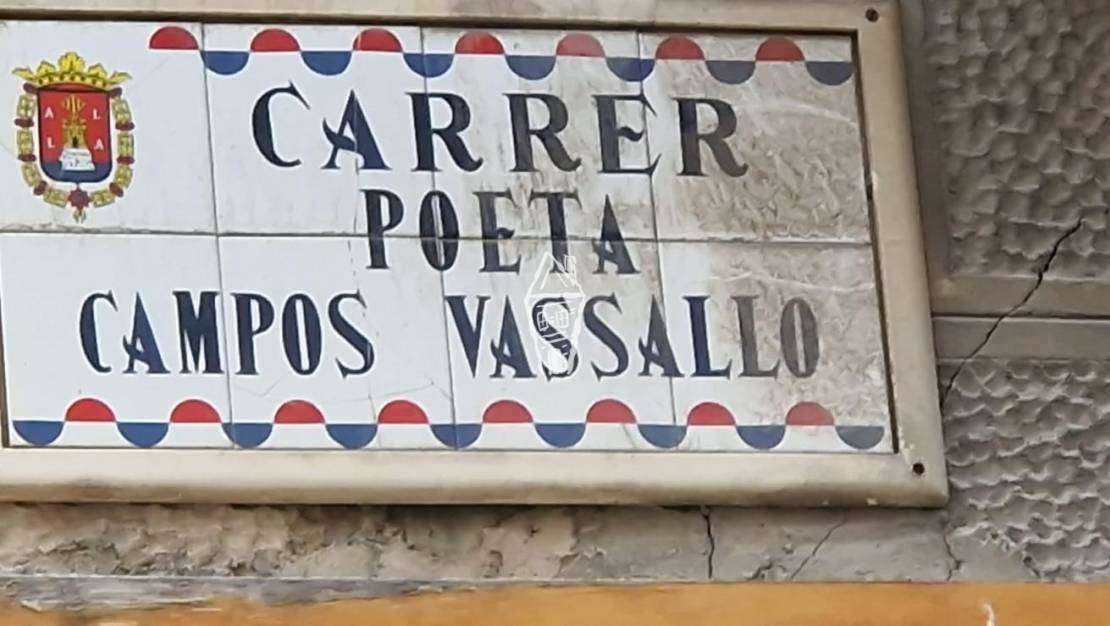 A L
L A
CARRER
POETA
CAMPOS VASSALLO